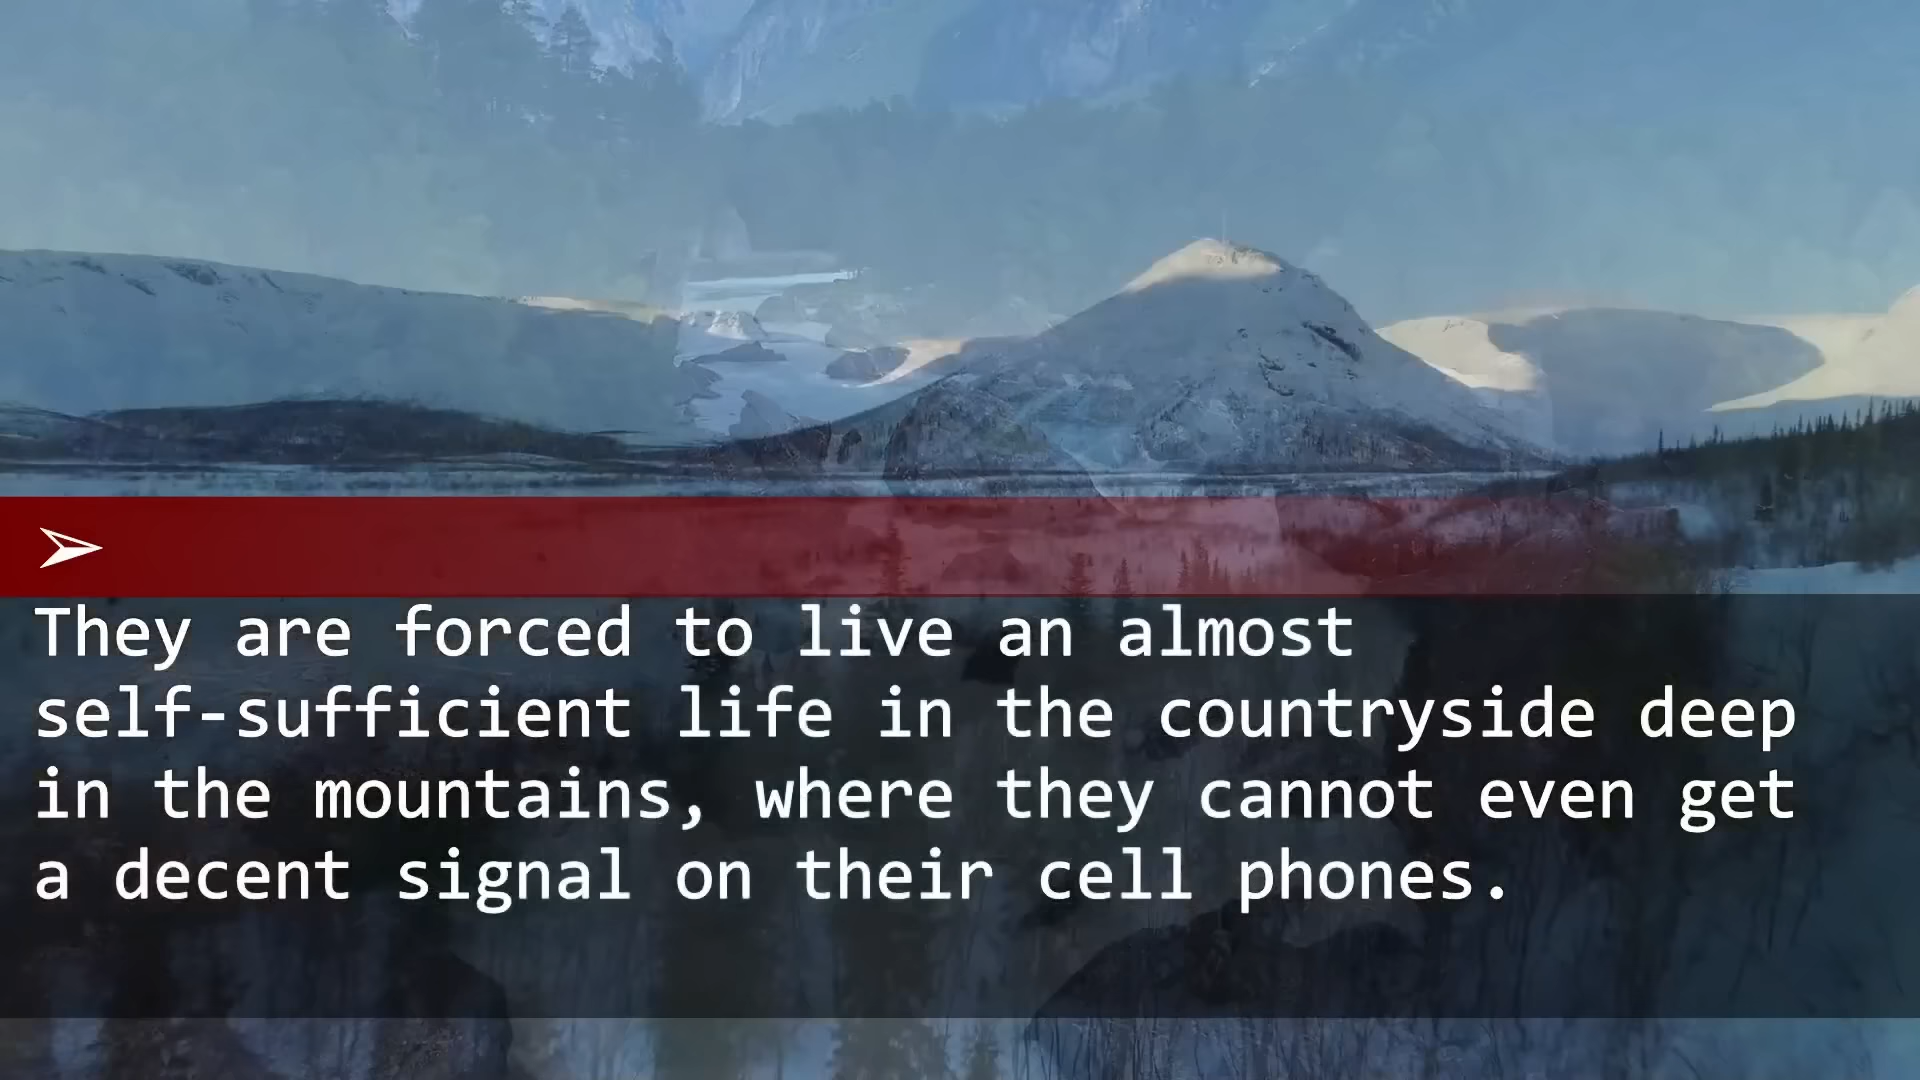 They are forced to live an almost
self-sufficient life in the countryside deep
in the mountains, where they cannot even get
a decent signal on their cell phones.